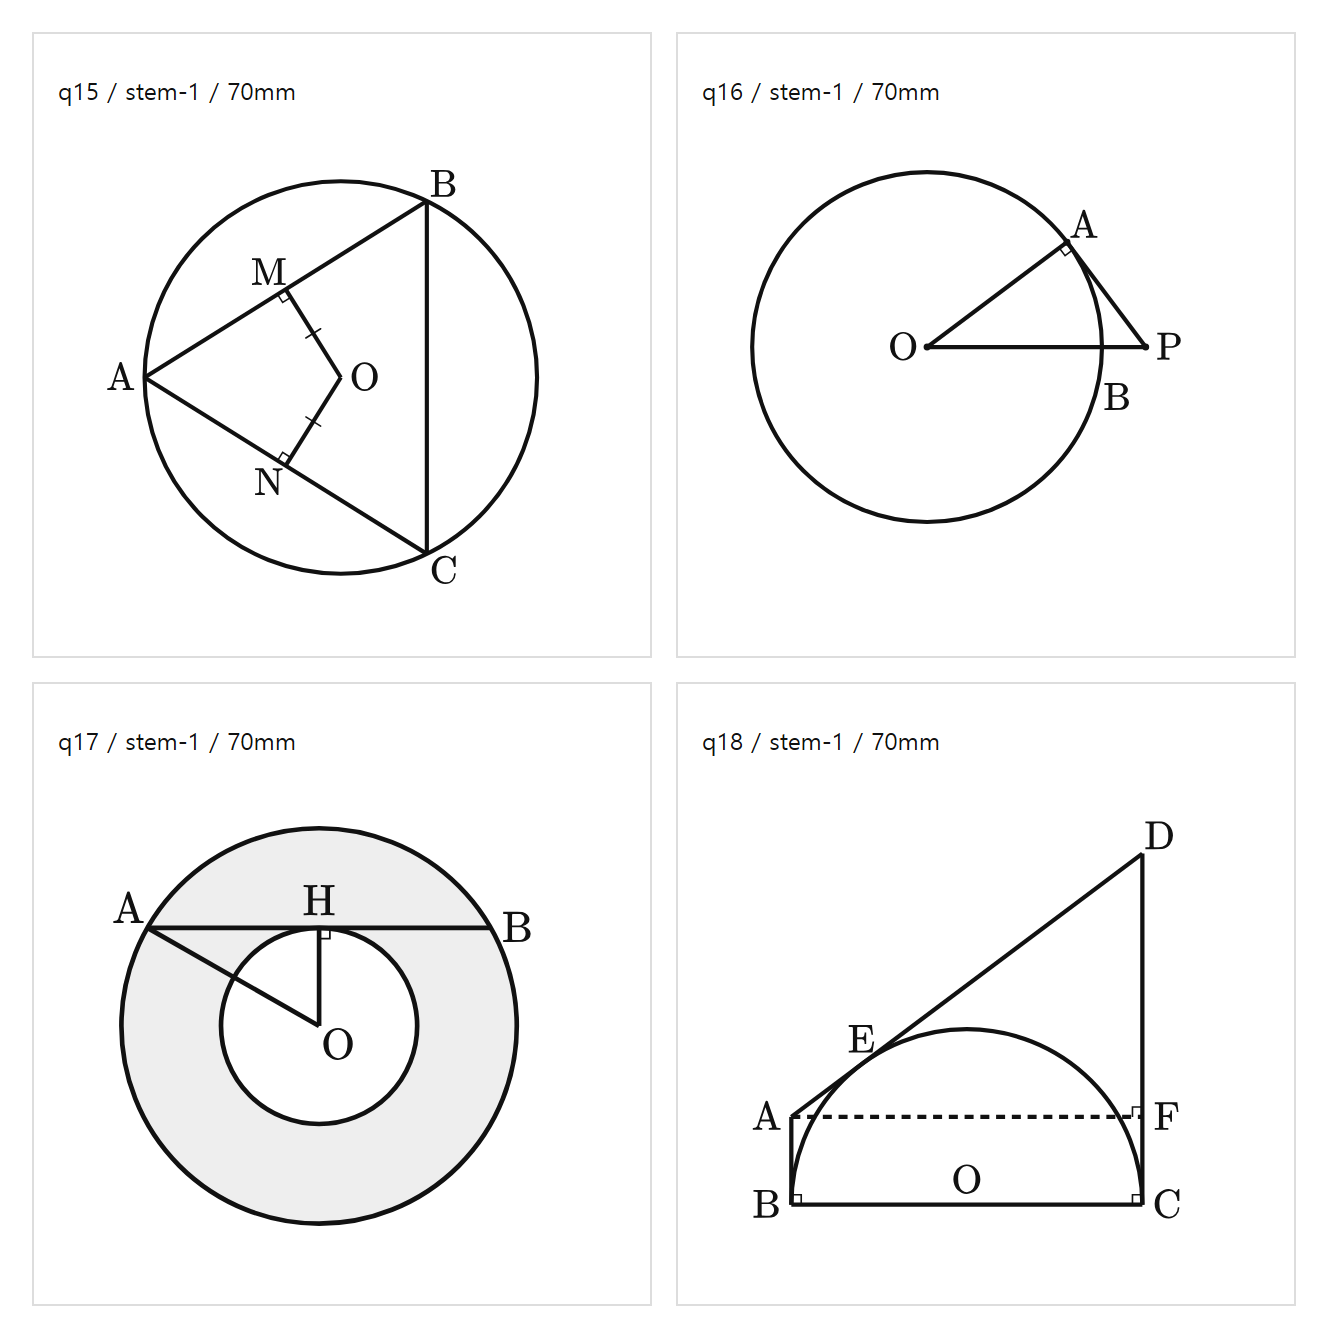 q15 / stem-1 / 70mm
B
M
A
O
N
C
q16 / stem-1 / 70mm
A
O
P
B
q17 / stem-1 / 70mm
A
H
B
O
q18 / stem-1 / 70mm
D
E
A
F
O
B
C